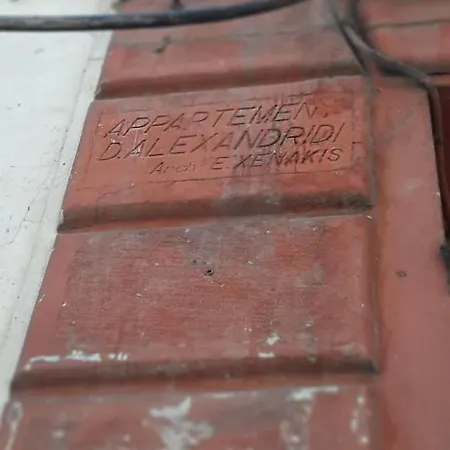 APPARTEMEN
D. ALEXANDRIDI
Arch. E. XENAKIS